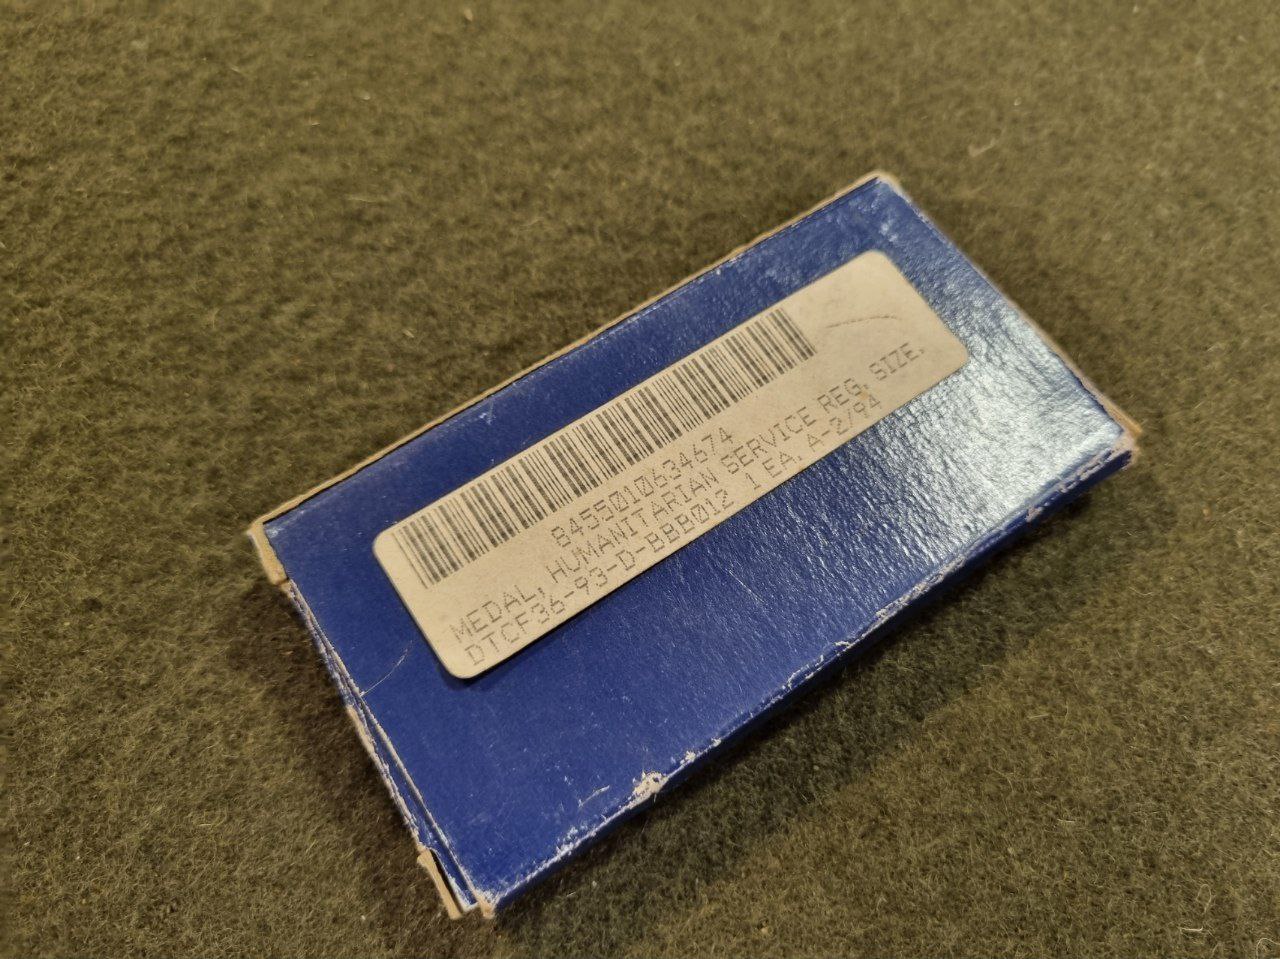 8455010634674
MEDAL, HUMANITARIAN SERVICE REG. SIZE.
DTCF36-93-D-BBB012 1 EA. A-2/94